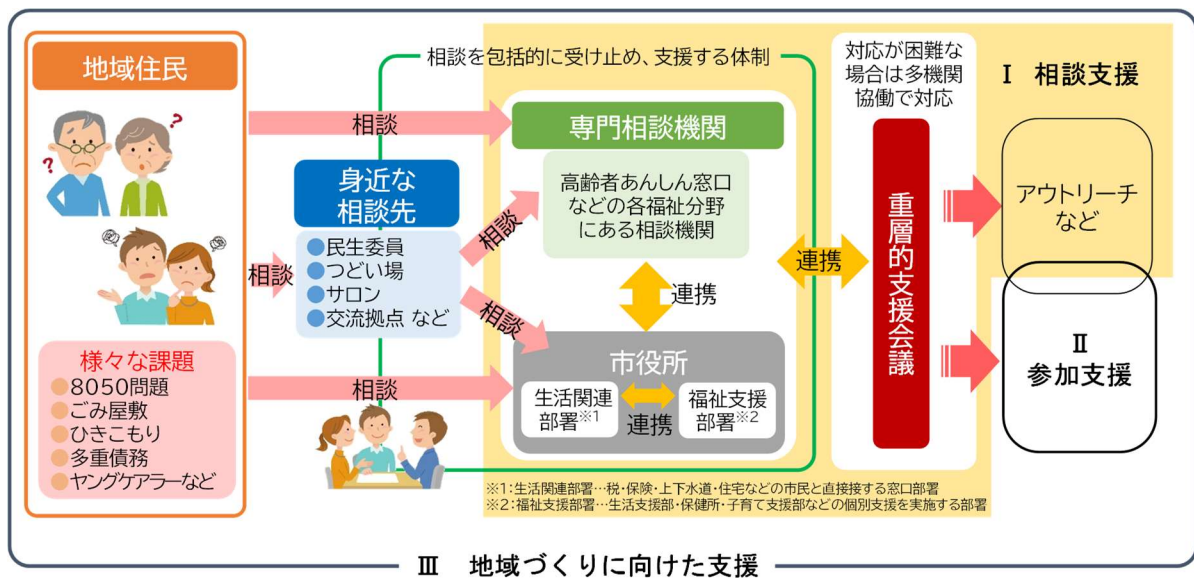 地域住民
?
?
様々な課題
●8050問題
●ごみ屋敷
●ひきこもり
●多重債務
●ヤングケアラーなど
相談
相談
相談
身近な
相談先
●民生委員
●つどい場
●サロン
●交流拠点 など
相談
相談
相談を包括的に受け止め、支援する体制
専門相談機関
高齢者あんしん窓口
などの各福祉分野
にある相談機関
連携
市役所
生活関連
部署※1
連携
福祉支援
部署※2
連携
対応が困難な
場合は多機関
協働で対応
重層的支援会議
Ⅰ 相談支援
アウトリーチ
など
Ⅱ
参加支援
※1:生活関連部署…税・保険・上下水道・住宅などの市民と直接接する窓口部署
※2:福祉支援部署…生活支援部・保健所・子育て支援部などの個別支援を実施する部署
Ⅲ 地域づくりに向けた支援